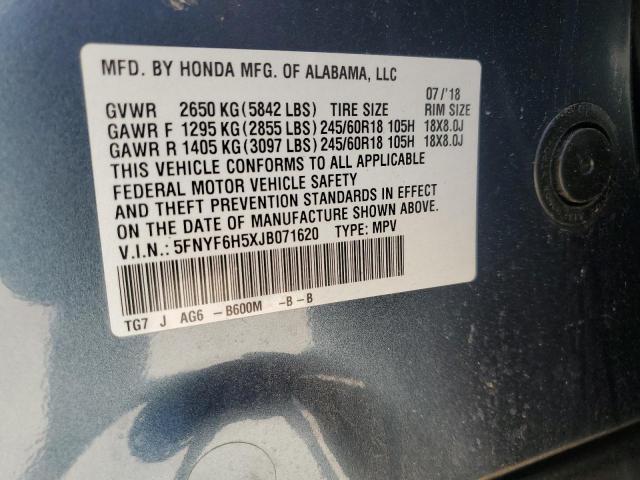 MFD. BY HONDA MFG. OF ALABAMA, LLC
07/'18
GVWR 2650 KG(5842 LBS) TIRE SIZE RIM SIZE
GAWR F 1295 KG(2855 LBS)245/60R18 105H 18X8.0J
GAWR R 1405 KG(3097 LBS)245/60R18 105H 18X8.0J
THIS VEHICLE CONFORMS TO ALL APPLICABLE
FEDERAL MOTOR VEHICLE SAFETY
AND THEFT PREVENTION STANDARDS IN EFFECT
ON THE DATE OF MANUFACTURE SHOWN ABOVE.
V.I.N.: 5FNYF6H5XJB071620 TYPE: MPV
TG7 J AG6 -B600M -B-B